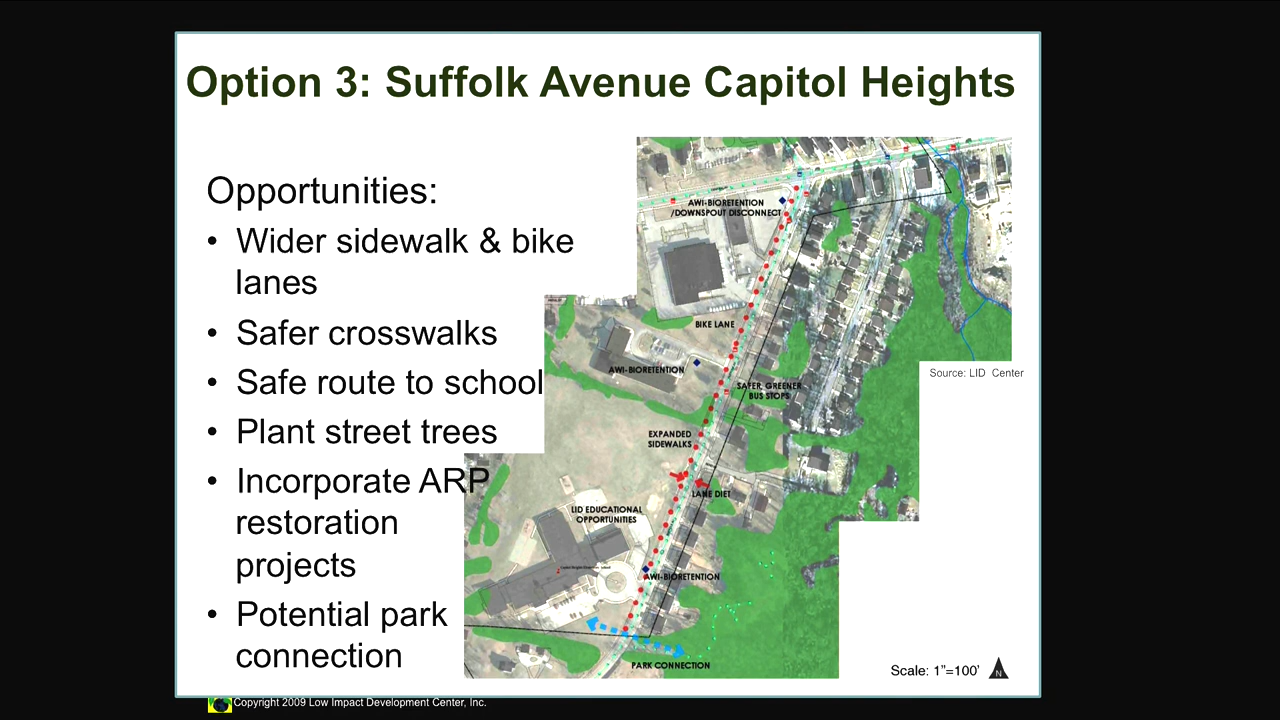 Option 3: Suffolk Avenue Capitol Heights
Opportunities:
• Wider sidewalk & bike
lanes
• Safer crosswalks
• Safe route to school
• Plant street trees
• Incorporate ARP
restoration
projects
• Potential park
connection
AWI-BIORETENTION
/DOWNSPOUT DISCONNECT
BIKE LANE
AWI-BIORETENTION
SAFER, GREENER
BUS STOPS
EXPANDED
SIDEWALKS
LANE DIET
LID EDUCATIONAL
OPPORTUNITIES
AWI-BIORETENTION
PARK CONNECTION
Source: LID Center
Scale: 1”=100’
N
Copyright 2009 Low Impact Development Center, Inc.